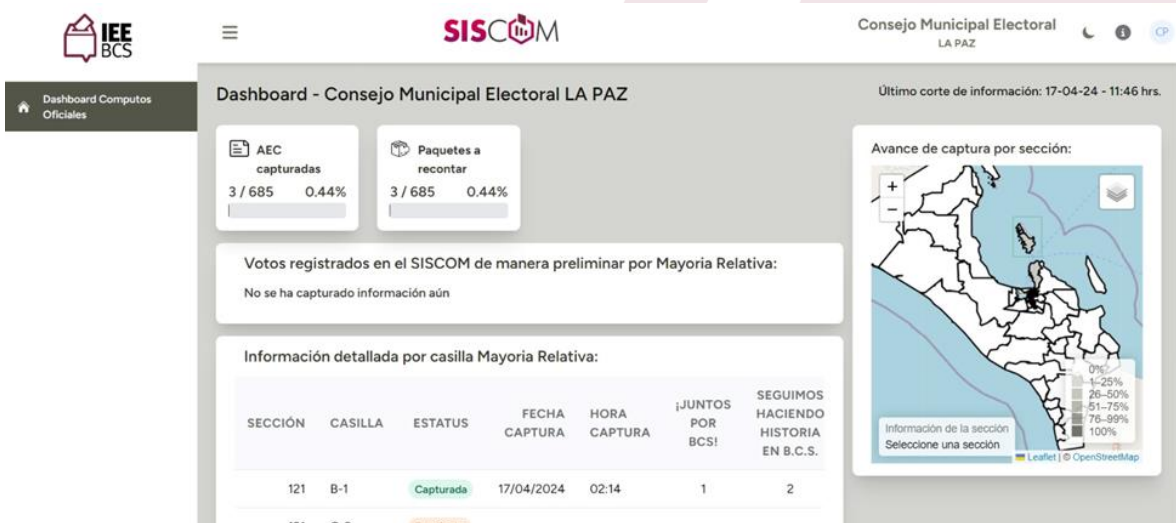 IEE
BCS
SISCOM
Consejo Municipal Electoral
LA PAZ
CP
Dashboard Computos
Oficiales
Dashboard - Consejo Municipal Electoral LA PAZ
Último corte de información: 17-04-24 - 11:46 hrs.
AEC
capturadas
3 / 685 0.44%
Paquetes a
recontar
3 / 685 0.44%
Votos registrados en el SISCOM de manera preliminar por Mayoria Relativa:
No se ha capturado información aún
Información detallada por casilla Mayoria Relativa:
SECCIÓN CASILLA ESTATUS FECHA CAPTURA HORA CAPTURA ¡JUNTOS POR BCS! SEGUIMOS HACIENDO HISTORIA EN B.C.S.
121 B-1 Capturada 17/04/2024 02:14 1 2
Avance de captura por sección:
+
−
0%
1-25%
26–50%
51–75%
76–99%
100%
Información de la sección
Seleccione una sección
Leaflet | © OpenStreetMap